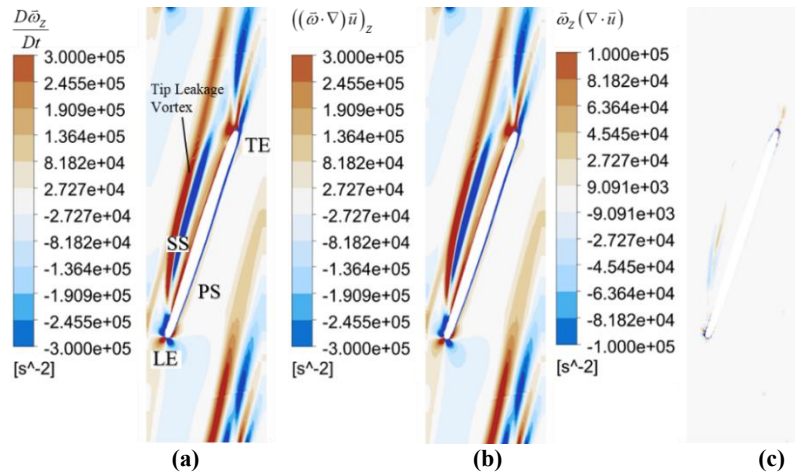 Dω⃗_Z
Dt
3.000e+05
2.455e+05
1.909e+05
1.364e+05
8.182e+04
2.727e+04
-2.727e+04
-8.182e+04
-1.364e+05
-1.909e+05
-2.455e+05
-3.000e+05
[s^-2]
Tip Leakage
Vortex
TE
SS
PS
LE
(a)
((ω⃗·∇)u⃗)_Z
3.000e+05
2.455e+05
1.909e+05
1.364e+05
8.182e+04
2.727e+04
-2.727e+04
-8.182e+04
-1.364e+05
-1.909e+05
-2.455e+05
-3.000e+05
[s^-2]
(b)
ω⃗_Z(∇·u⃗)
1.000e+05
8.182e+04
6.364e+04
4.545e+04
2.727e+04
9.091e+03
-9.091e+03
-2.727e+04
-4.545e+04
-6.364e+04
-8.182e+04
-1.000e+05
[s^-2]
(c)